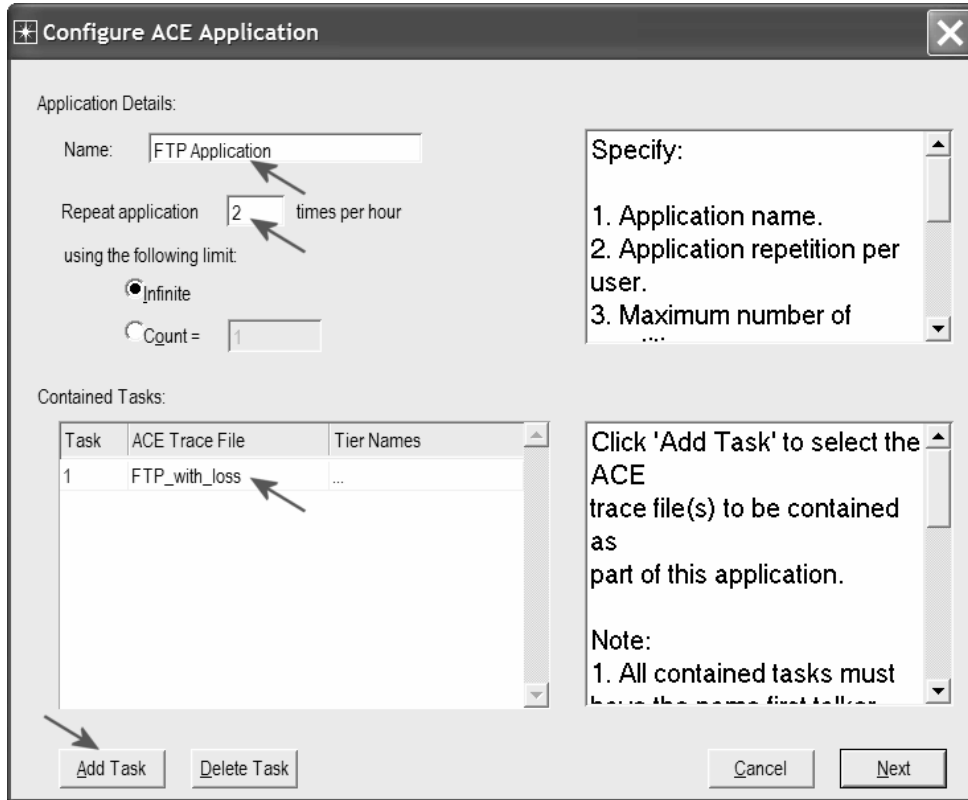 Configure ACE Application
Application Details:
Name: FTP Application
Repeat application 2 times per hour
using the following limit:
Infinite
Count = 1
Specify:
1. Application name.
2. Application repetition per
user.
3. Maximum number of
Contained Tasks:
Task ACE Trace File Tier Names
1 FTP_with_loss ...
Click 'Add Task' to select the
ACE
trace file(s) to be contained
as
part of this application.
Note:
1. All contained tasks must
Add Task Delete Task Cancel Next